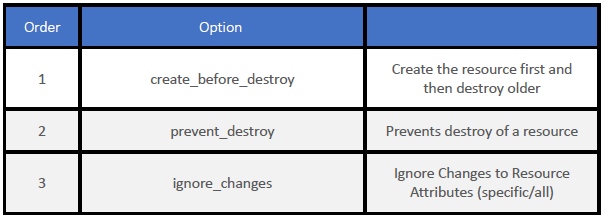 Order Option
1 create_before_destroy Create the resource first and
then destroy older
2 prevent_destroy Prevents destroy of a resource
3 ignore_changes Ignore Changes to Resource
Attributes (specific/all)